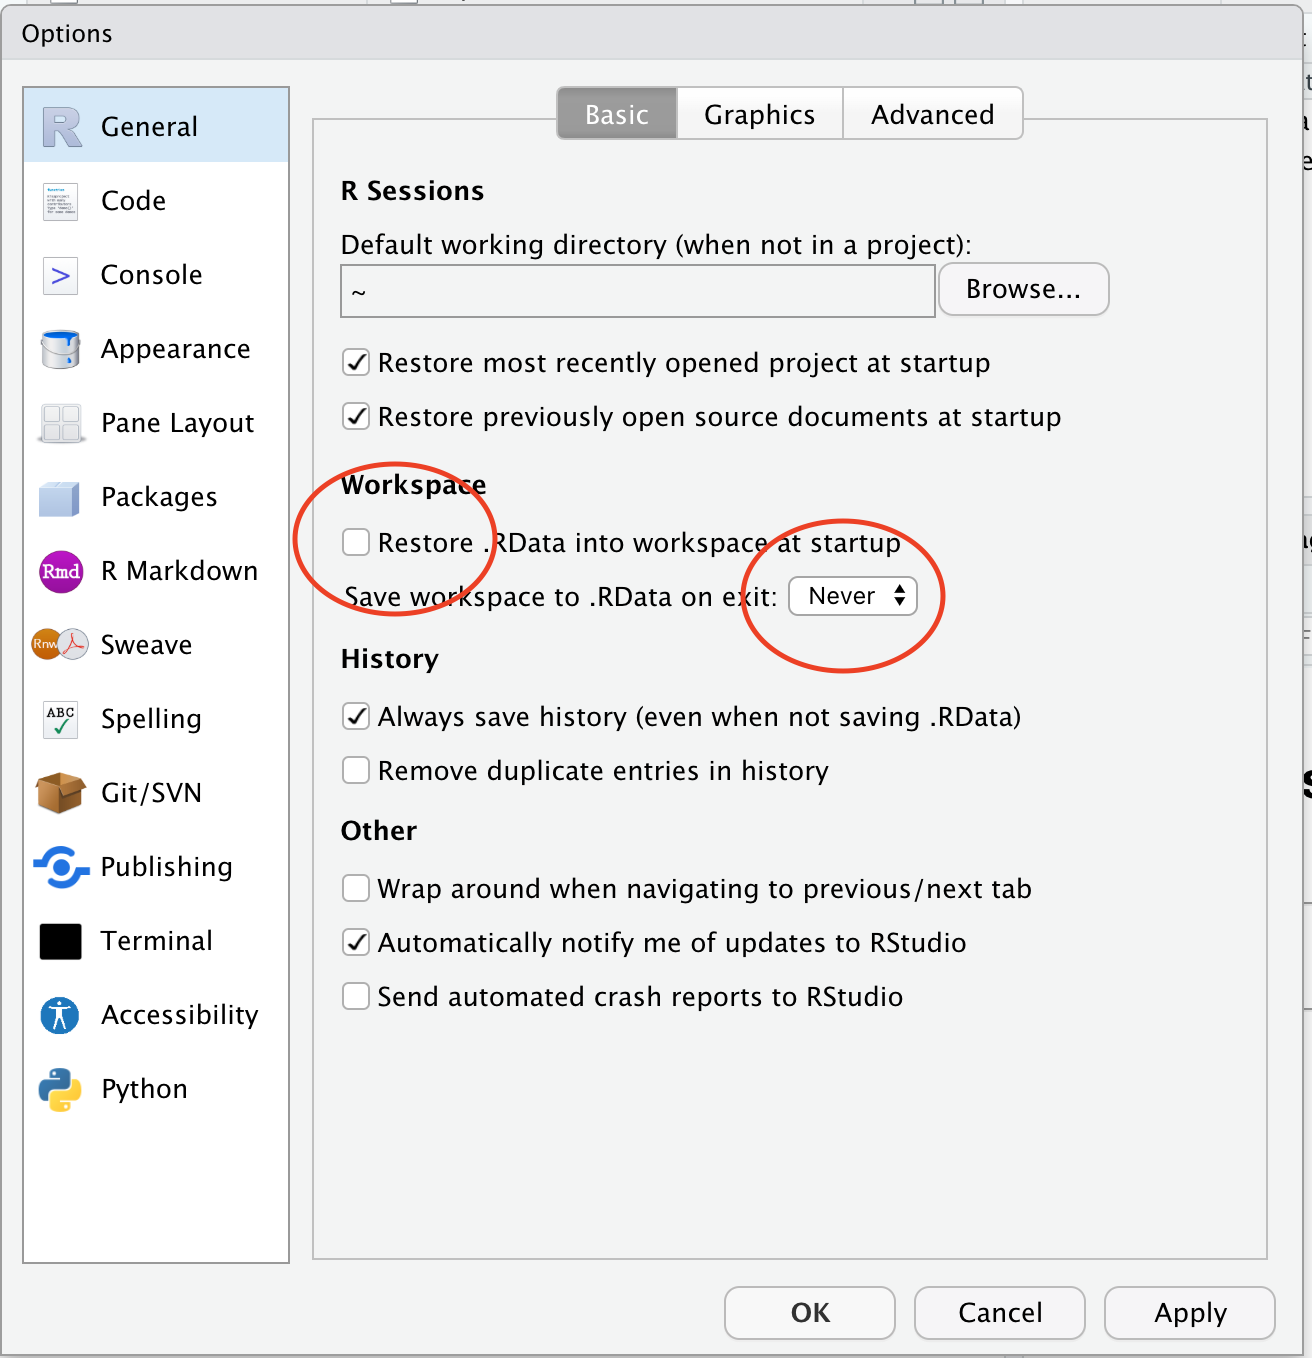 Options
General
Code
Console
Appearance
Pane Layout
Packages
Rmd R Markdown
Rnw Sweave
ABC Spelling
Git/SVN
Publishing
Terminal
Accessibility
Python
Basic Graphics Advanced
R Sessions
Default working directory (when not in a project):
~ Browse...
Restore most recently opened project at startup
Restore previously open source documents at startup
Workspace
Restore .RData into workspace at startup
Save workspace to .RData on exit: Never
History
Always save history (even when not saving .RData)
Remove duplicate entries in history
Other
Wrap around when navigating to previous/next tab
Automatically notify me of updates to RStudio
Send automated crash reports to RStudio
OK Cancel Apply